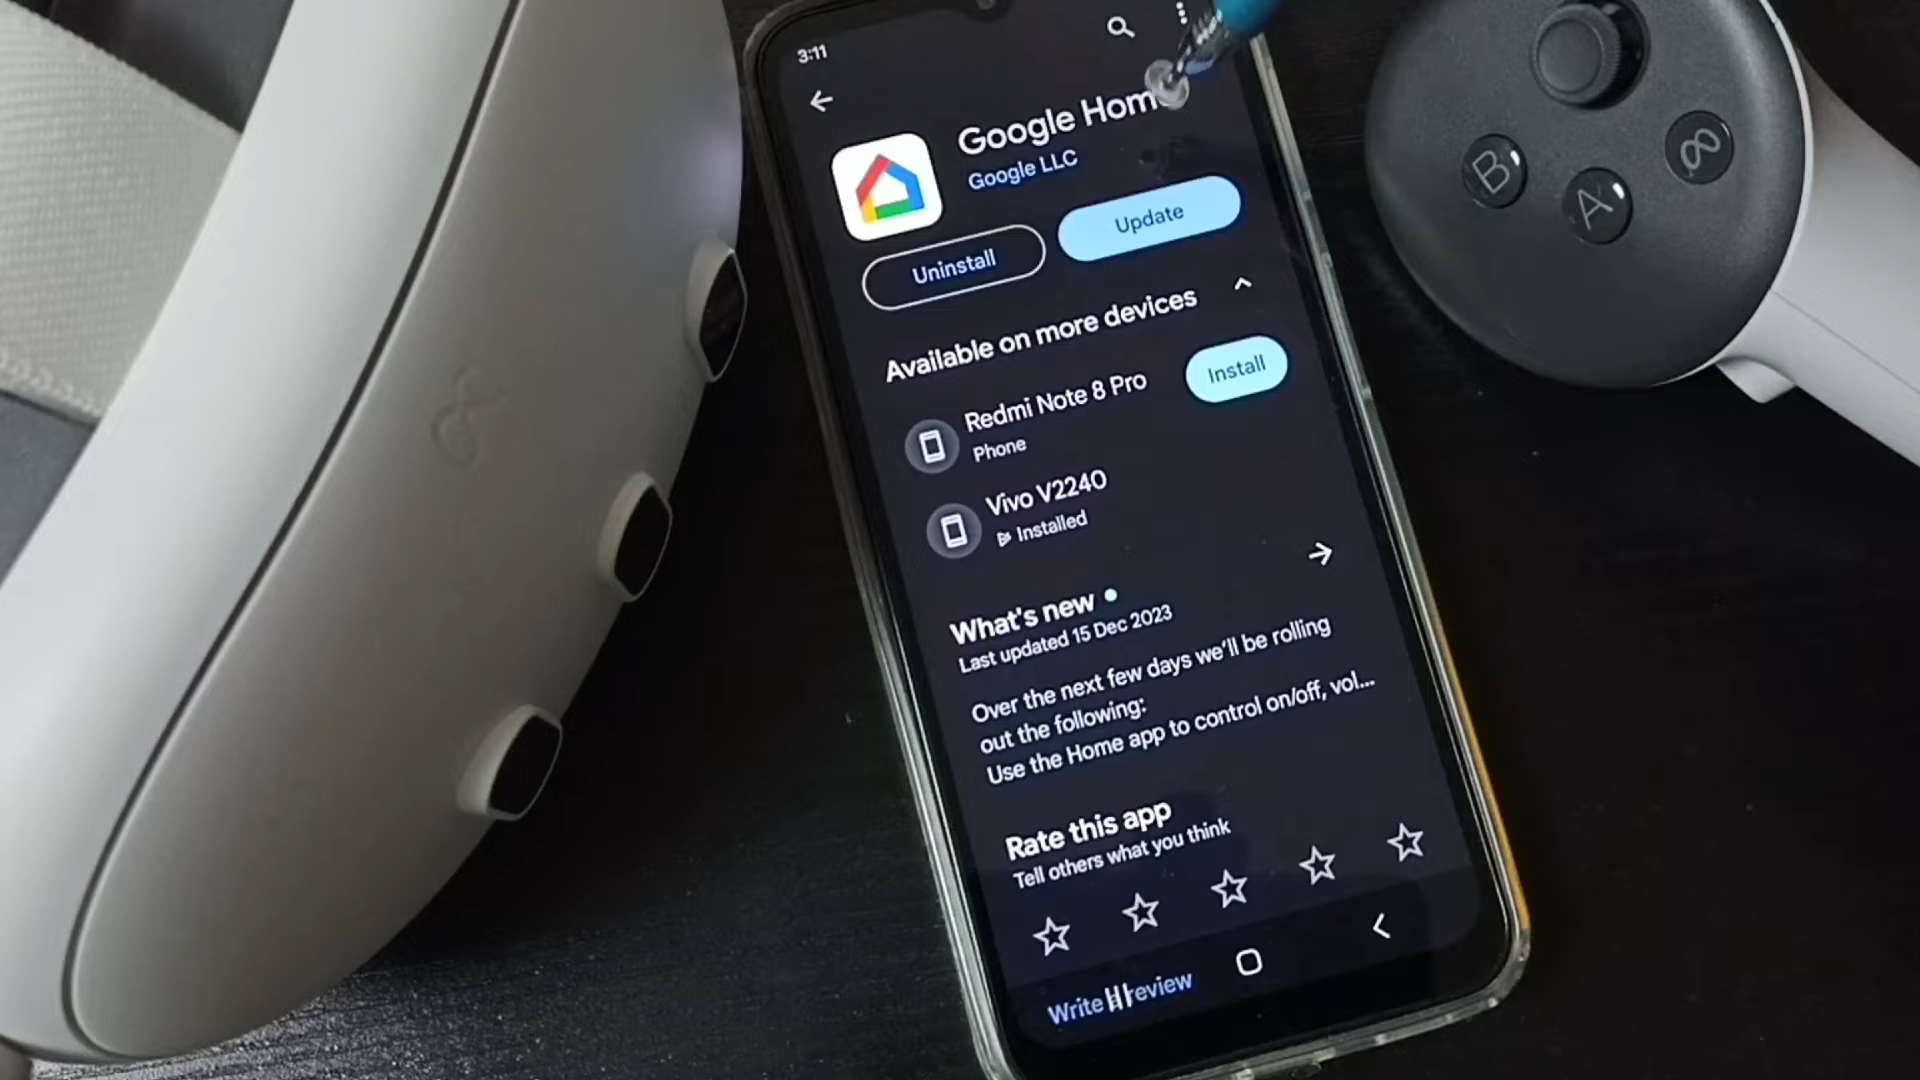 3:11
Google Home
Google LLC
Uninstall
Update
Available on more devices
Redmi Note 8 Pro
Phone
Install
Vivo V2240
Installed
What's new
Last updated 15 Dec 2023
Over the next few days we'll be rolling
out the following:
Use the Home app to control on/off, vol...
Rate this app
Tell others what you think
Write a review
B
A